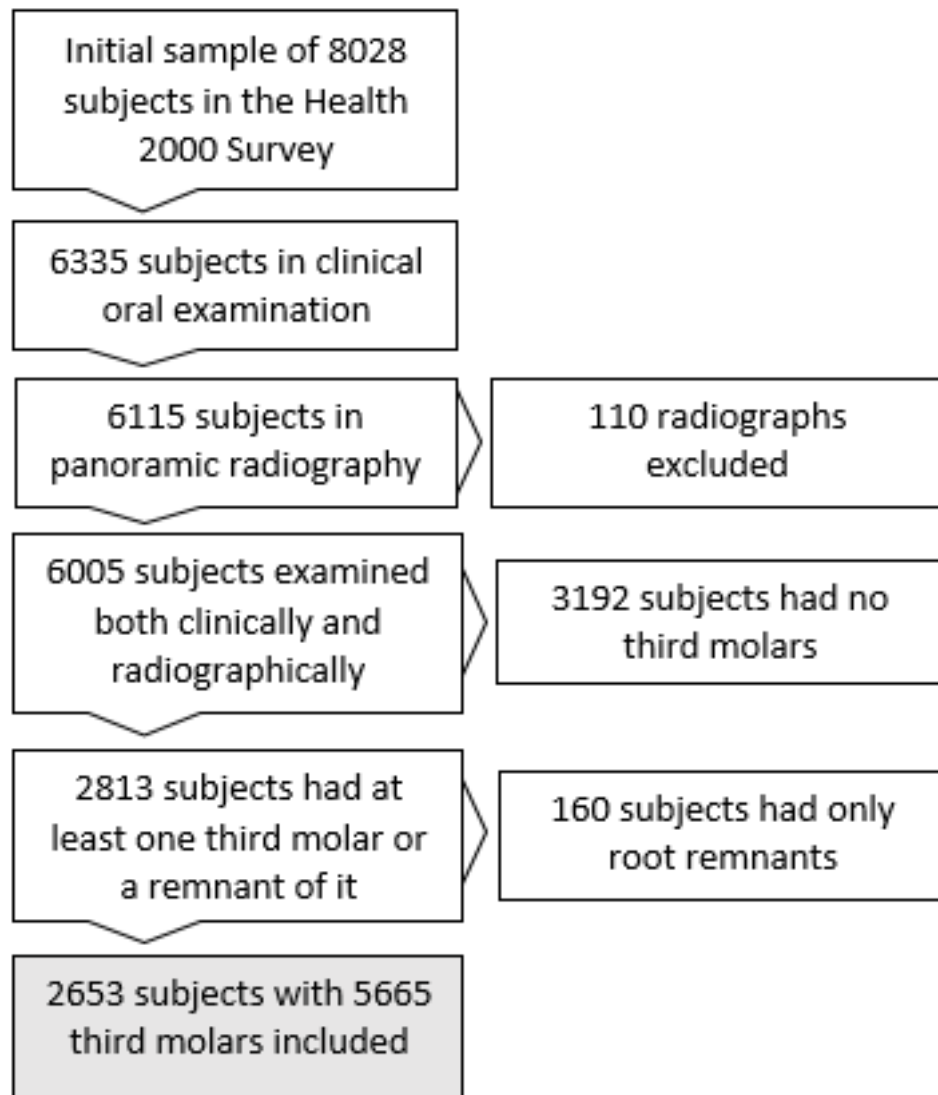 Initial sample of 8028
subjects in the Health
2000 Survey
6335 subjects in clinical
oral examination
6115 subjects in
panoramic radiography
110 radiographs
excluded
6005 subjects examined
both clinically and
radiographically
3192 subjects had no
third molars
2813 subjects had at
least one third molar or
a remnant of it
160 subjects had only
root remnants
2653 subjects with 5665
third molars included